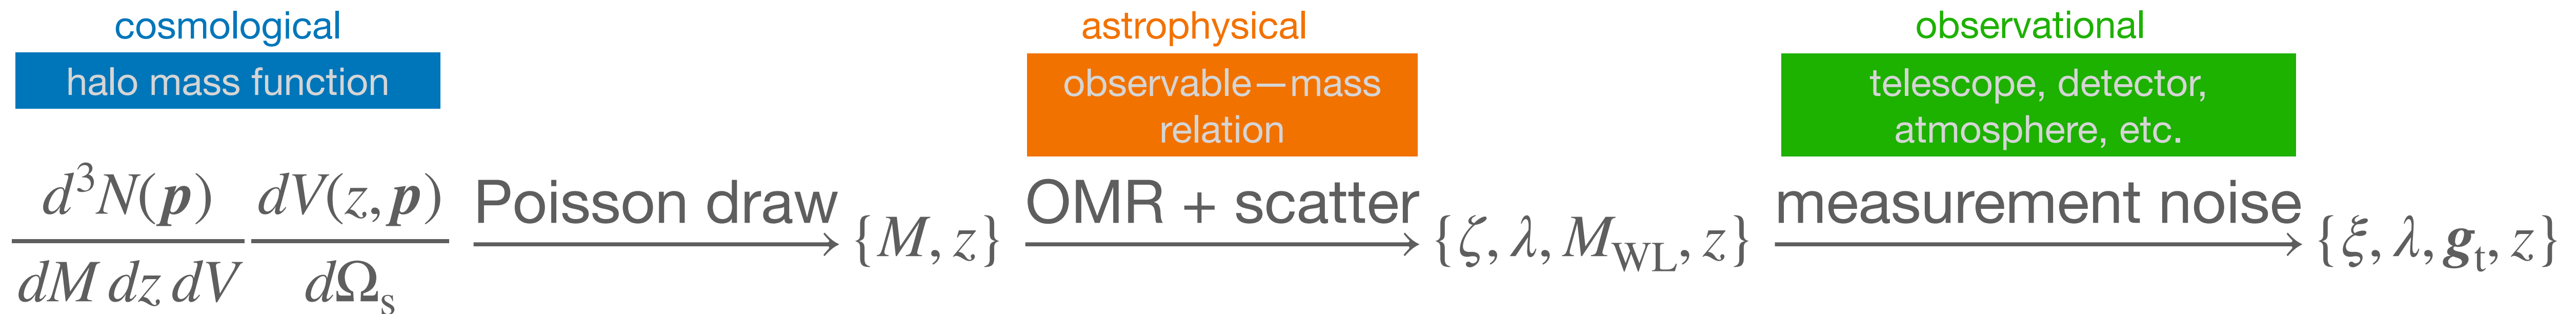 cosmological
halo mass function
astrophysical
observable—mass
relation
observational
telescope, detector,
atmosphere, etc.
d³N(p) / dM dz dV dV(z, p) / dΩₛ
Poisson draw
{M, z}
OMR + scatter
{ζ, λ, M_WL, z}
measurement noise
{ξ, λ, g_t, z}